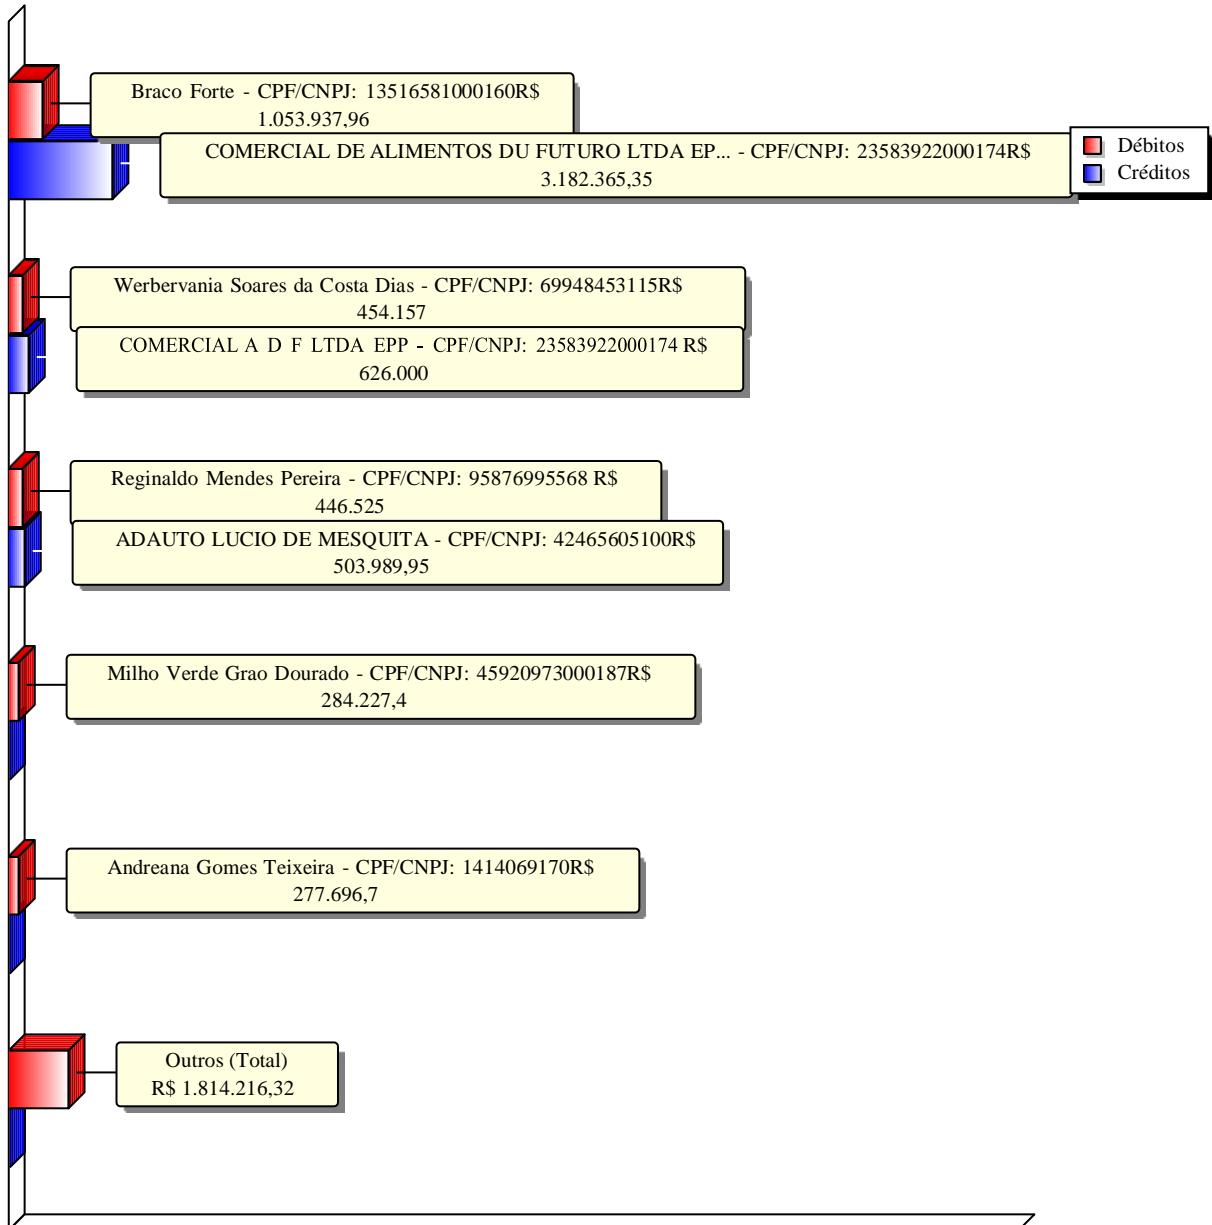 Braco Forte - CPF/CNPJ: 13516581000160R$
1.053.937,96
COMERCIAL DE ALIMENTOS DU FUTURO LTDA EP... - CPF/CNPJ: 23583922000174R$
3.182.365,35
Débitos
Créditos
Werbervania Soares da Costa Dias - CPF/CNPJ: 69948453115R$
454.157
COMERCIAL A D F LTDA EPP - CPF/CNPJ: 23583922000174 R$
626.000
Reginaldo Mendes Pereira - CPF/CNPJ: 95876995568 R$
446.525
ADAUTO LUCIO DE MESQUITA - CPF/CNPJ: 42465605100R$
503.989,95
Milho Verde Grao Dourado - CPF/CNPJ: 45920973000187R$
284.227,4
Andreana Gomes Teixeira - CPF/CNPJ: 1414069170R$
277.696,7
Outros (Total)
R$ 1.814.216,32